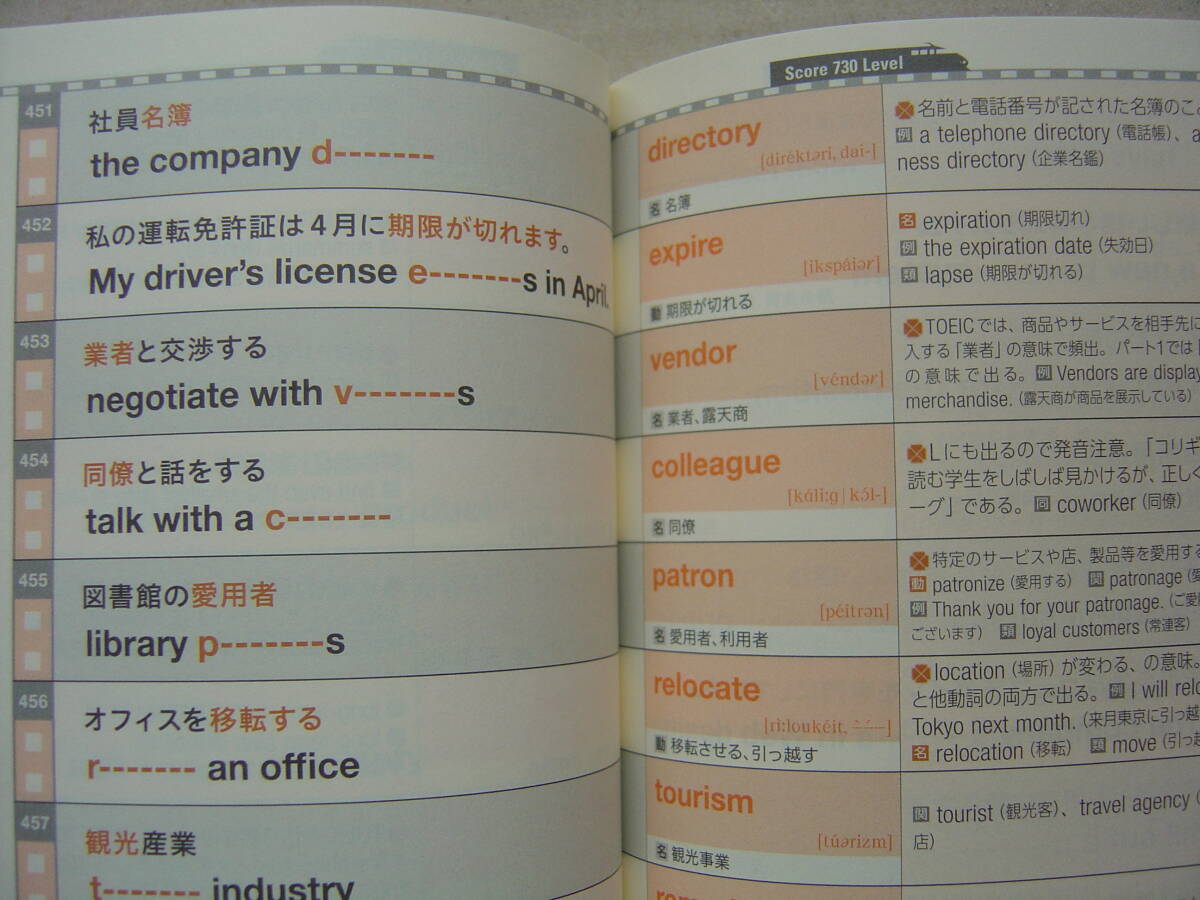 451
社員名簿
the company d-------
452
私の運転免許証は4月に期限が切れます。
My driver's license e-------s in April.
453
業者と交渉する
negotiate with v-------s
454
同僚と話をする
talk with a c-------
455
図書館の愛用者
library p-------s
456
オフィスを移転する
r------- an office
457
観光産業
t------- industry
Score 730 Level
directory
[diréktəri, dai-]
名 名簿
名前と電話番号が記された名簿のこ
例 a telephone directory (電話帳)、a
ness directory (企業名鑑)
expire
[ikspáiər]
動 期限が切れる
名 expiration (期限切れ)
例 the expiration date (失効日)
類 lapse (期限が切れる)
vendor
[véndər]
名 業者、露天商
TOEICでは、商品やサービスを相手先に
入する「業者」の意味で頻出。パート1では
の意味で出る。 例 Vendors are display
merchandise. (露天商が商品を展示している)
colleague
[káli:g | kɔ́l-]
名 同僚
Lにも出るので発音注意。「コリギ
読む学生をしばしば見かけるが、正しく
ーグ」である。 同 coworker (同僚)
patron
[péitrən]
名 愛用者、利用者
特定のサービスや店、製品等を愛用する
動 patronize (愛用する) 関 patronage (愛
例 Thank you for your patronage. (ご愛顧
ございます) 類 loyal customers (常連客)
relocate
[ri:loukéit, ̀-́--]
動 移転させる、引っ越す
location (場所) が変わる、の意味。
と他動詞の両方で出る。 例 I will relo
Tokyo next month. (来月東京に引っ越
名 relocation (移転) 類 move (引っ越
tourism
[túərizm]
名 観光事業
関 tourist (観光客)、travel agency (
店)